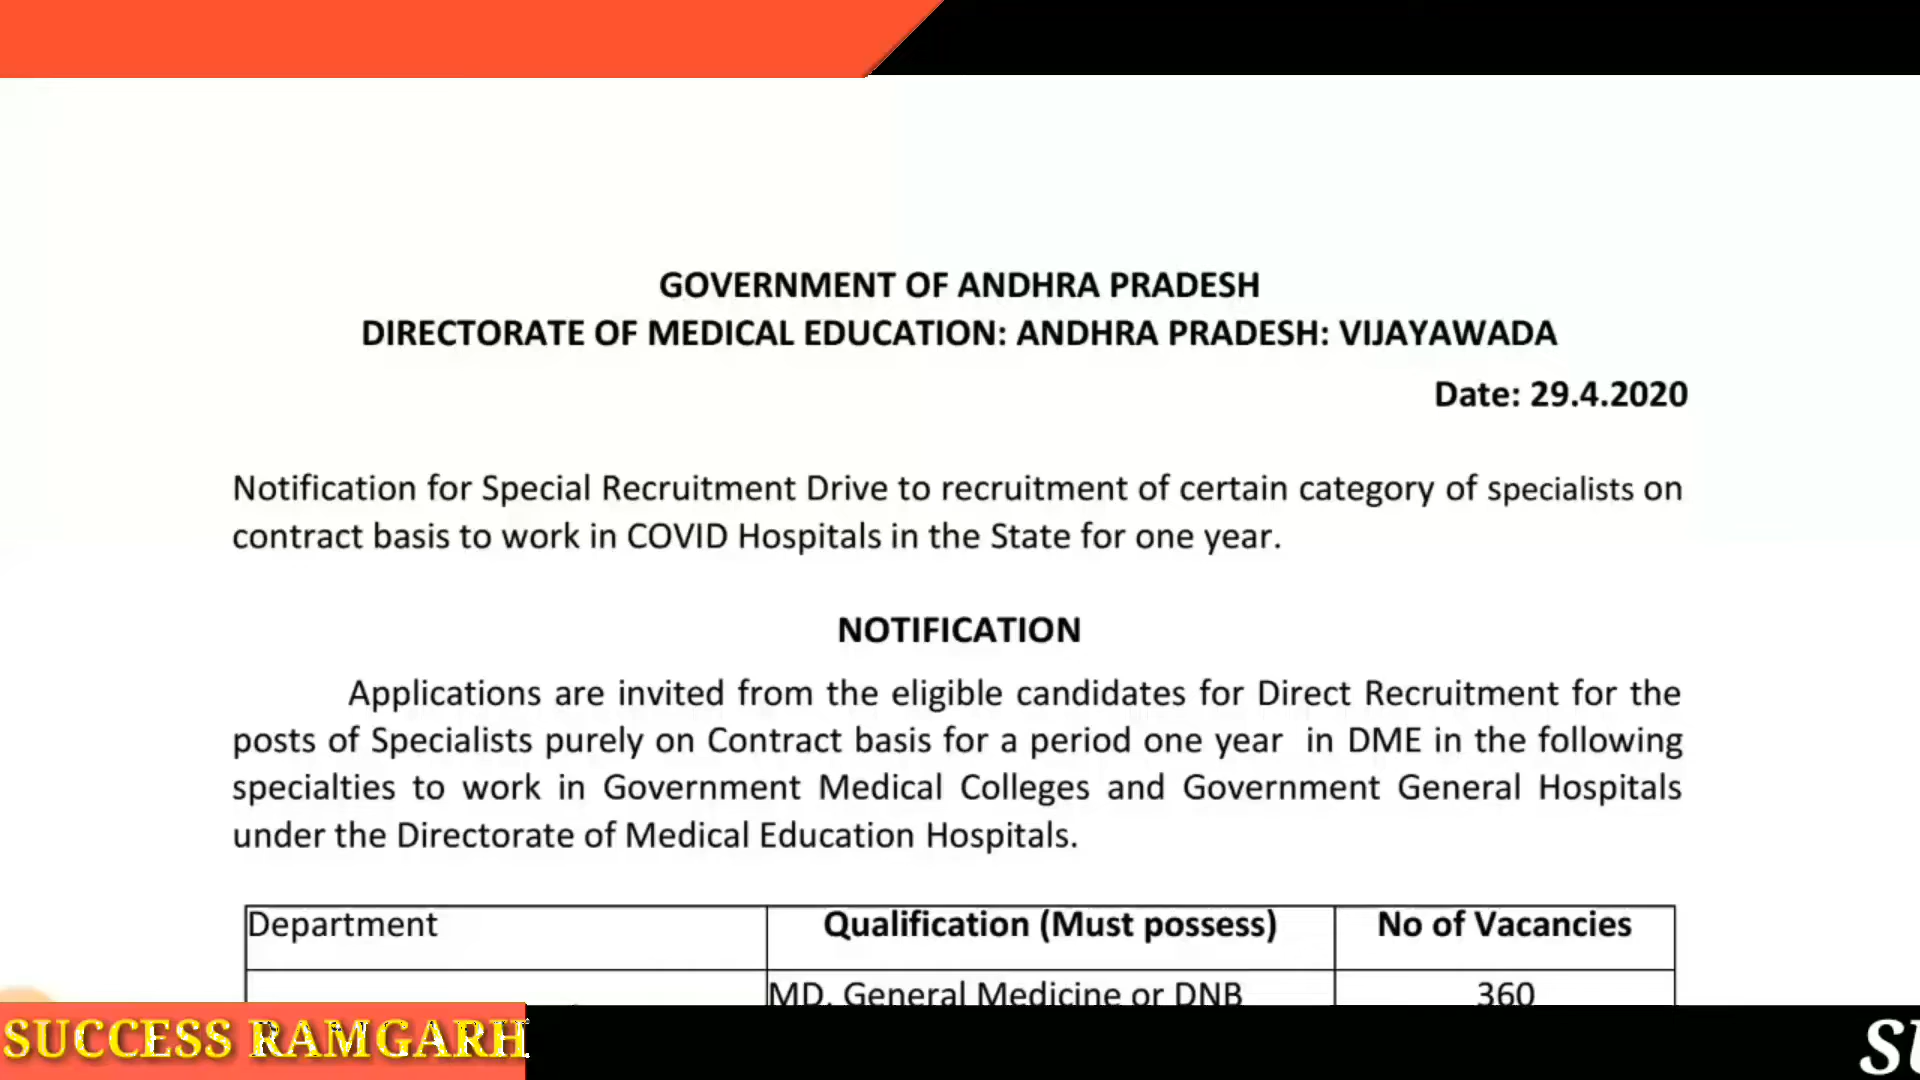 GOVERNMENT OF ANDHRA PRADESH
DIRECTORATE OF MEDICAL EDUCATION: ANDHRA PRADESH: VIJAYAWADA
Date: 29.4.2020
Notification for Special Recruitment Drive to recruitment of certain category of specialists on
contract basis to work in COVID Hospitals in the State for one year.
NOTIFICATION
Applications are invited from the eligible candidates for Direct Recruitment for the
posts of Specialists purely on Contract basis for a period one year in DME in the following
specialties to work in Government Medical Colleges and Government General Hospitals
under the Directorate of Medical Education Hospitals.
Department Qualification (Must possess) No of Vacancies
MD. General Medicine or DNB 360
SUCCESS RAMGARH